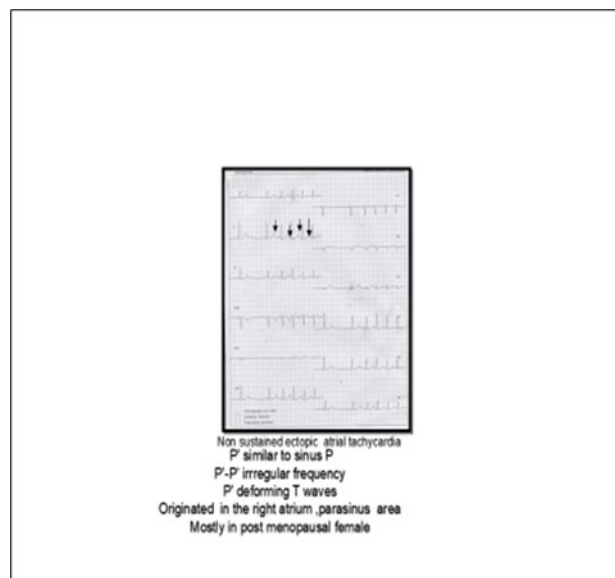 Non sustained ectopic atrial tachycardia
P' similar to sinus P
P'-P' irrregular frequency
P' deforming T waves
Originated in the right atrium ,parasinus area
Mostly in post menopausal female